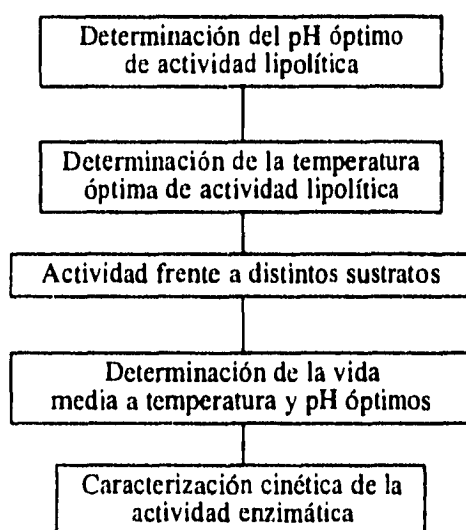 Determinación del pH óptimo
de actividad lipolítica
Determinación de la temperatura
óptima de actividad lipolítica
Actividad frente a distintos sustratos
Determinación de la vida
media a temperatura y pH óptimos
Caracterización cinética de la
actividad enzimática